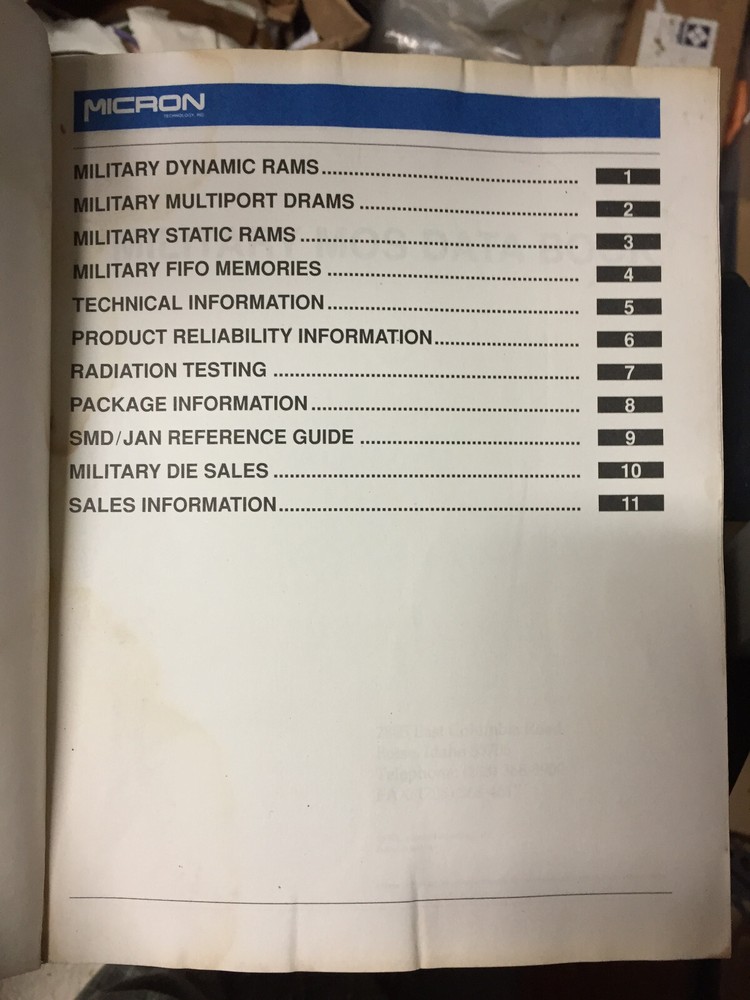 MICRON
TECHNOLOGY, INC.
MILITARY DYNAMIC RAMS................................................ 1
MILITARY MULTIPORT DRAMS ........................................ 2
MILITARY STATIC RAMS ................................................... 3
MILITARY FIFO MEMORIES .............................................. 4
TECHNICAL INFORMATION .............................................. 5
PRODUCT RELIABILITY INFORMATION........................... 6
RADIATION TESTING ........................................................ 7
PACKAGE INFORMATION ................................................. 8
SMD/JAN REFERENCE GUIDE ........................................ 9
MILITARY DIE SALES ........................................................ 10
SALES INFORMATION....................................................... 11